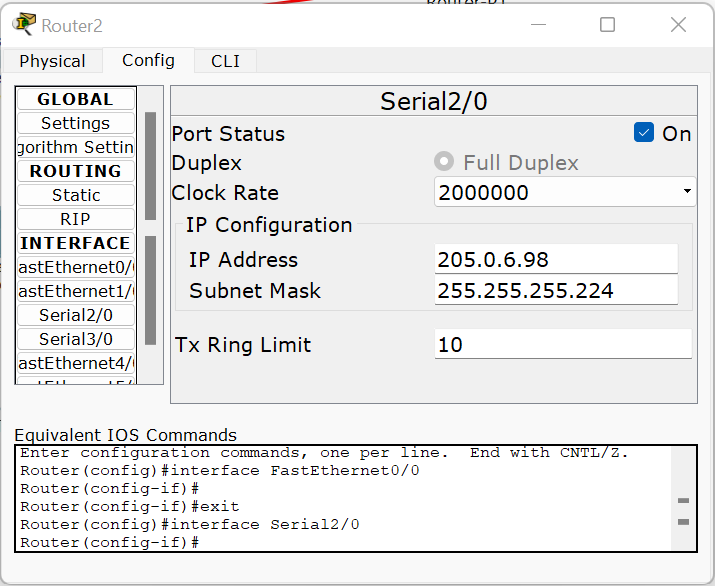 Router2
Physical Config CLI
GLOBAL
Settings
gorithm Settin
ROUTING
Static
RIP
INTERFACE
astEthernet0/
astEthernet1/
Serial2/0
Serial3/0
astEthernet4/
Serial2/0
Port Status On
Duplex Full Duplex
Clock Rate 2000000
IP Configuration
IP Address 205.0.6.98
Subnet Mask 255.255.255.224
Tx Ring Limit 10
Equivalent IOS Commands
Enter configuration commands, one per line.  End with CNTL/Z.
Router(config)#interface FastEthernet0/0
Router(config-if)#
Router(config-if)#exit
Router(config)#interface Serial2/0
Router(config-if)#